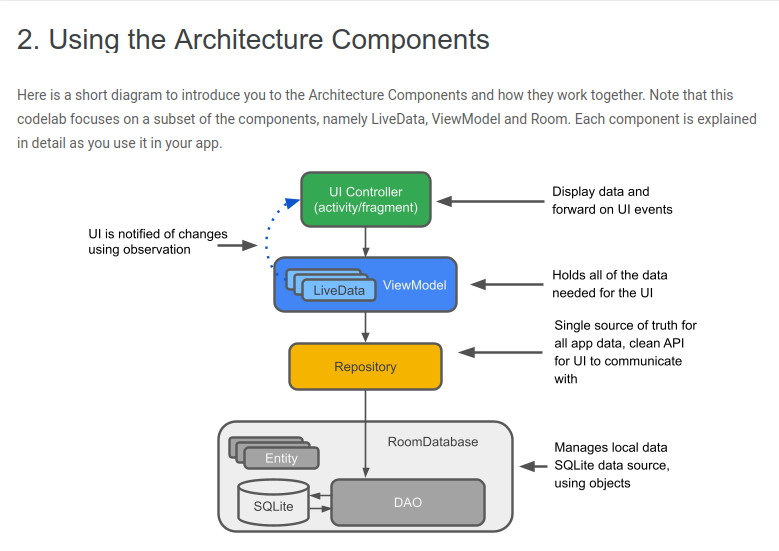 2. Using the Architecture Components
Here is a short diagram to introduce you to the Architecture Components and how they work together. Note that this
codelab focuses on a subset of the components, namely LiveData, ViewModel and Room. Each component is explained
in detail as you use it in your app.
UI Controller
(activity/fragment)
Display data and
forward on UI events
UI is notified of changes
using observation
LiveData
ViewModel
Holds all of the data
needed for the UI
Repository
Single source of truth for
all app data, clean API
for UI to communicate
with
RoomDatabase
Entity
SQLite
DAO
Manages local data
SQLite data source,
using objects